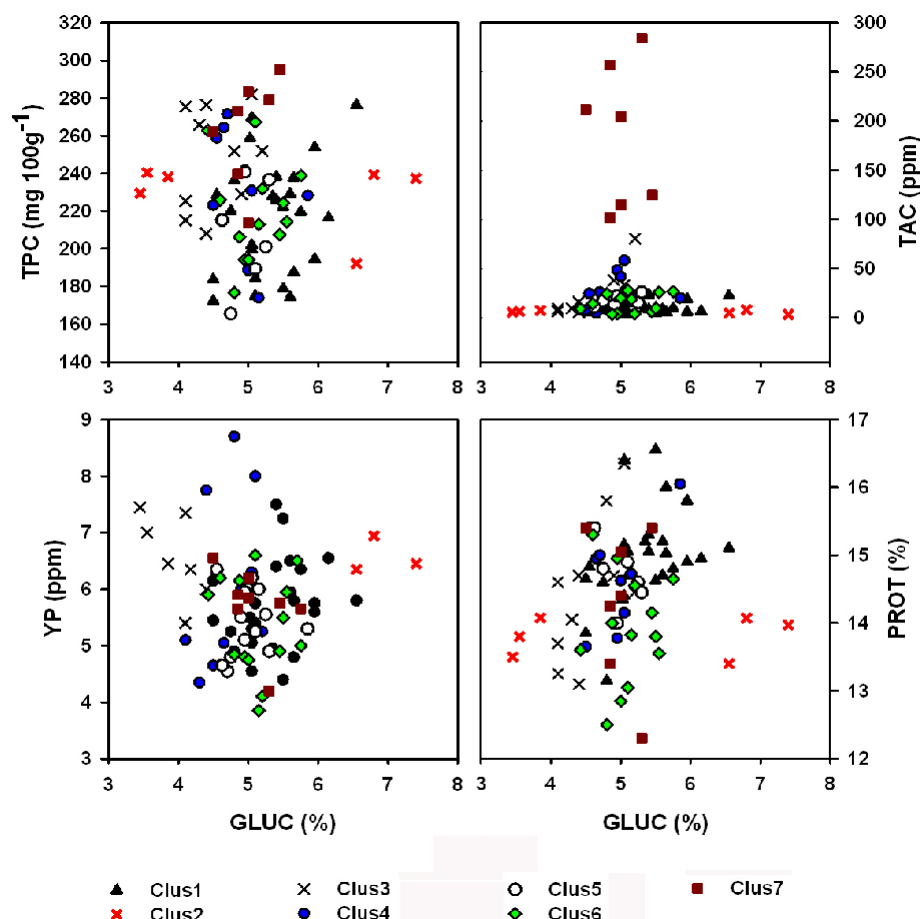 320
300
280
260
240
220
200
180
160
140
TPC (mg 100g⁻¹)
3 4 5 6 7 8
300
250
200
150
100
50
0
TAC (ppm)
3 4 5 6 7 8
9
8
7
6
5
4
3
YP (ppm)
3 4 5 6 7 8
GLUC (%)
17
16
15
14
13
12
PROT (%)
3 4 5 6 7 8
GLUC (%)
Clus1 Clus3 Clus5 Clus7
Clus2 Clus4 Clus6